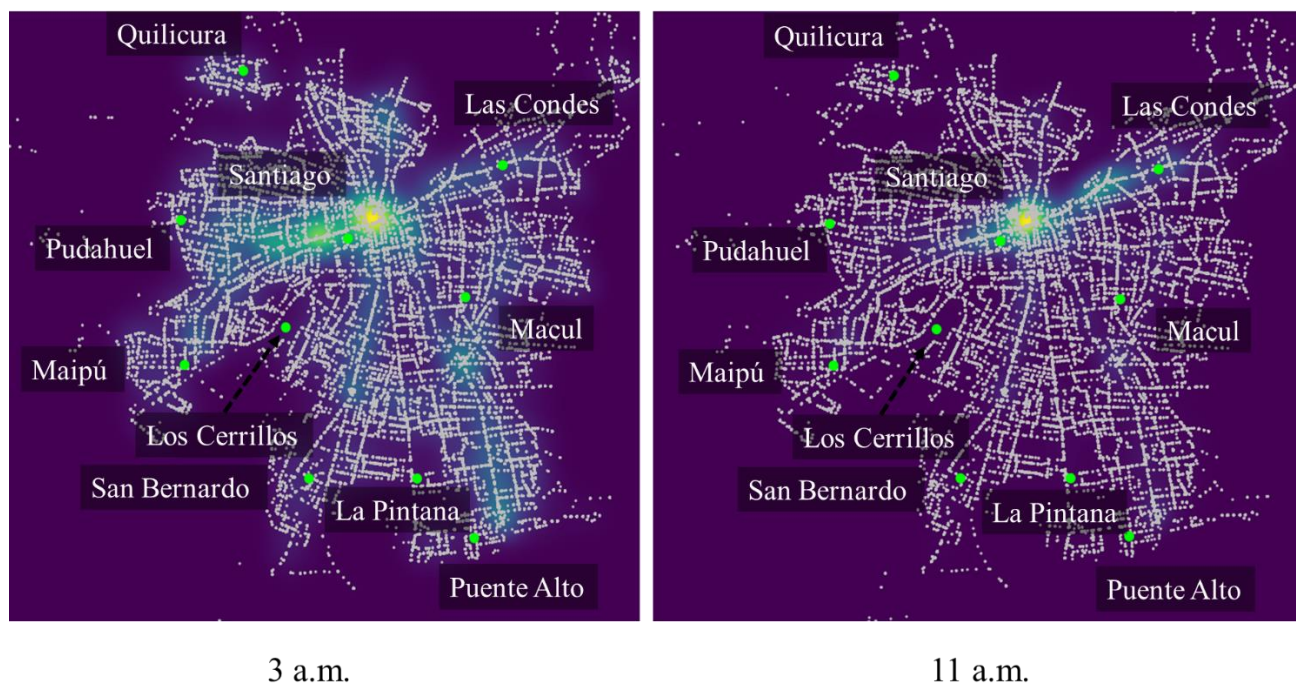 Quilicura
Las Condes
Santiago
Pudahuel
Macul
Maipú
Los Cerrillos
San Bernardo
La Pintana
Puente Alto
3 a.m.
Quilicura
Las Condes
Santiago
Pudahuel
Macul
Maipú
Los Cerrillos
San Bernardo
La Pintana
Puente Alto
11 a.m.